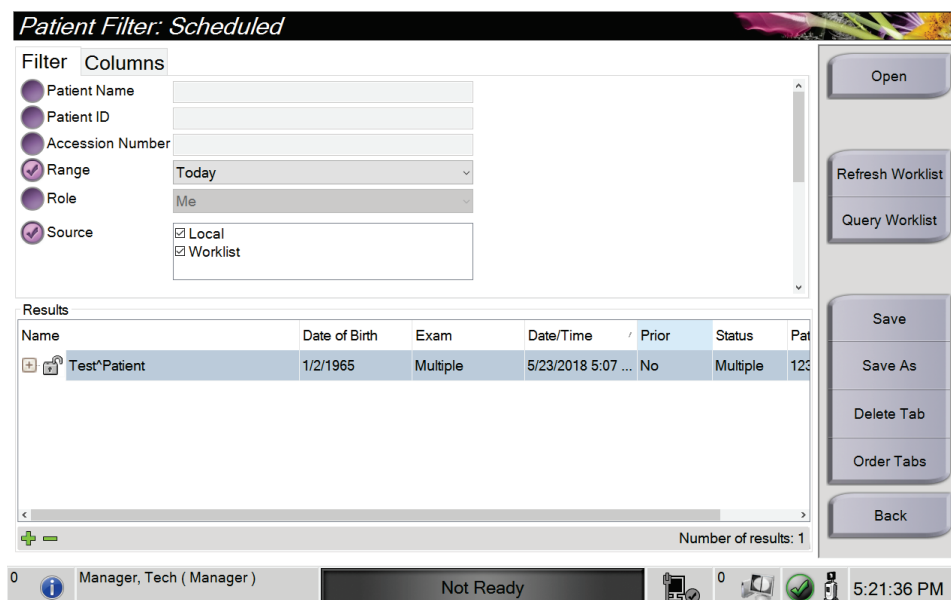 Patient Filter: Scheduled
Filter Columns
Open
Patient Name
Patient ID
Accession Number
Range Today
Refresh Worklist
Role Me
Query Worklist
Source Local
Worklist
Results
Save
Name Date of Birth Exam Date/Time Prior Status Pat
Test^Patient 1/2/1965 Multiple 5/23/2018 5:07 ... No Multiple 123
Save As
Delete Tab
Order Tabs
Back
Number of results: 1
0 Manager, Tech ( Manager ) Not Ready 0 5:21:36 PM